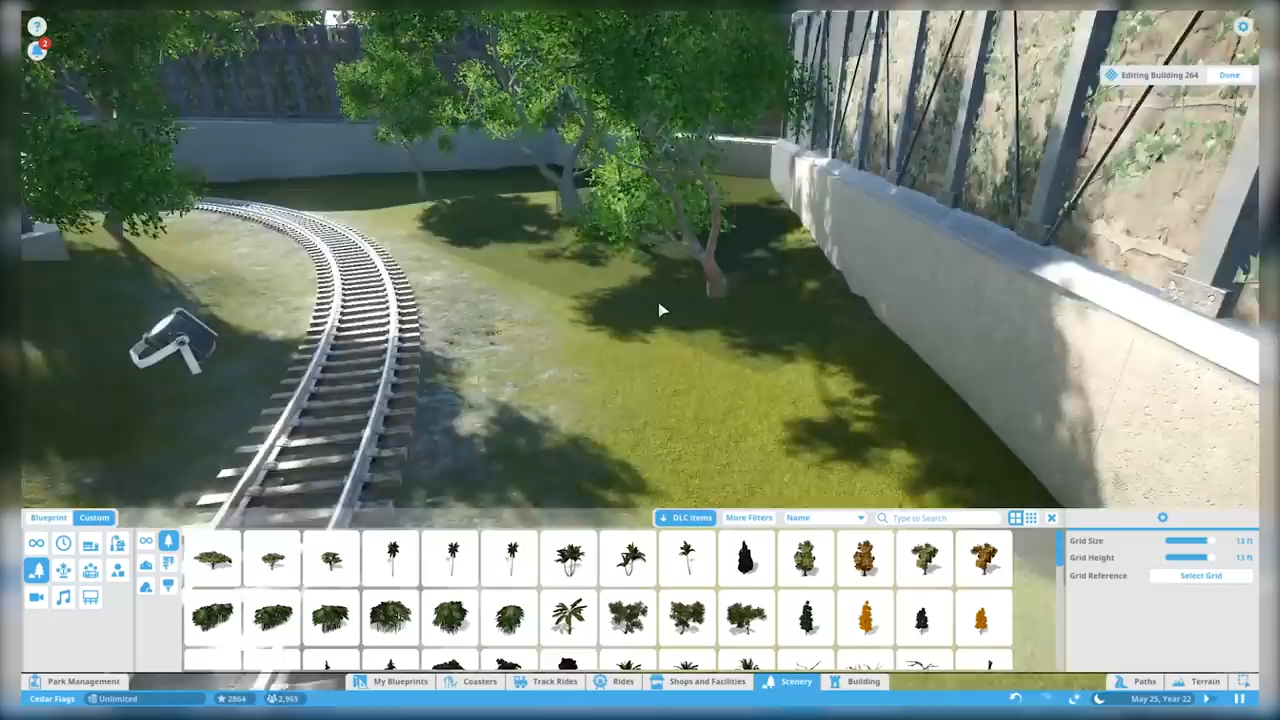 ?
2
Editing Building 264 Done
Blueprint Custom
DLC items More Filters Name Type to Search
Grid Size 13 ft
Grid Height 13 ft
Grid Reference Select Grid
Park Management My Blueprints Coasters Track Rides Rides Shops and Facilities Scenery Building Paths Terrain
Cedar Flags Unlimited 2864 2,965 May 25, Year 22